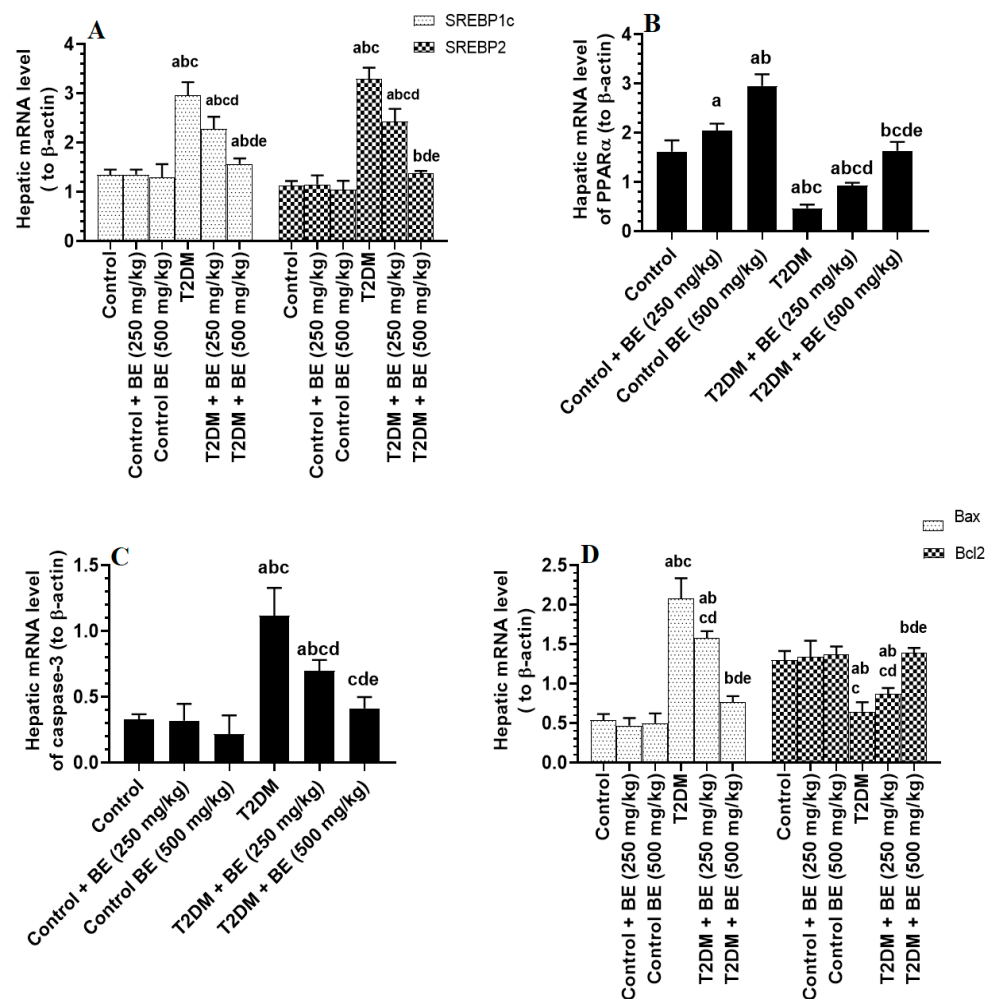 A
SREBP1c
SREBP2
Hepatic mRNA level
( to β-actin)
4
3
2
1
0
abc
abcd
abde
abc
abcd
bde
Control
Control + BE (250 mg/kg)
Control BE (500 mg/kg)
T2DM
T2DM + BE (250 mg/kg)
T2DM + BE (500 mg/kg)
Control
Control + BE (250 mg/kg)
Control BE (500 mg/kg)
T2DM
T2DM + BE (250 mg/kg)
T2DM + BE (500 mg/kg)
B
Haptic mRNA level
of PPARα (to β-actin)
4
3
2
1
0
a
ab
abc
abcd
bcde
Control
Control + BE (250 mg/kg)
Control BE (500 mg/kg)
T2DM
T2DM + BE (250 mg/kg)
T2DM + BE (500 mg/kg)
C
Hepatic mRNA level
of caspase-3 (to β-actin)
1.5
1.0
0.5
0.0
abc
abcd
cde
Control
Control + BE (250 mg/kg)
Control BE (500 mg/kg)
T2DM
T2DM + BE (250 mg/kg)
T2DM + BE (500 mg/kg)
D
Bax
Bcl2
Hepatic mRNA level
( to β-actin)
2.5
2.0
1.5
1.0
0.5
0.0
abc
ab
cd
bde
ab
c
ab
cd
bde
Control
Control + BE (250 mg/kg)
Control BE (500 mg/kg)
T2DM
T2DM + BE (250 mg/kg)
T2DM + BE (500 mg/kg)
Control
Control + BE (250 mg/kg)
Control BE (500 mg/kg)
T2DM
T2DM + BE (250 mg/kg)
T2DM + BE (500 mg/kg)